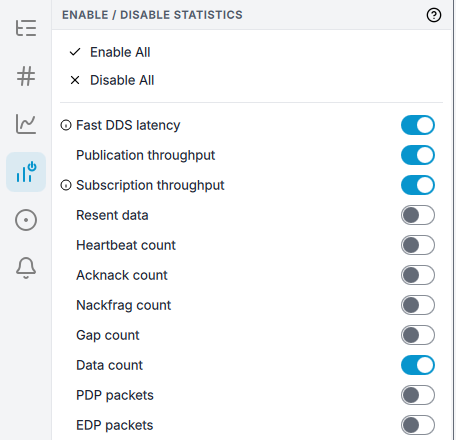 ENABLE / DISABLE STATISTICS
Enable All
Disable All
Fast DDS latency
Publication throughput
Subscription throughput
Resent data
Heartbeat count
Acknack count
Nackfrag count
Gap count
Data count
PDP packets
EDP packets